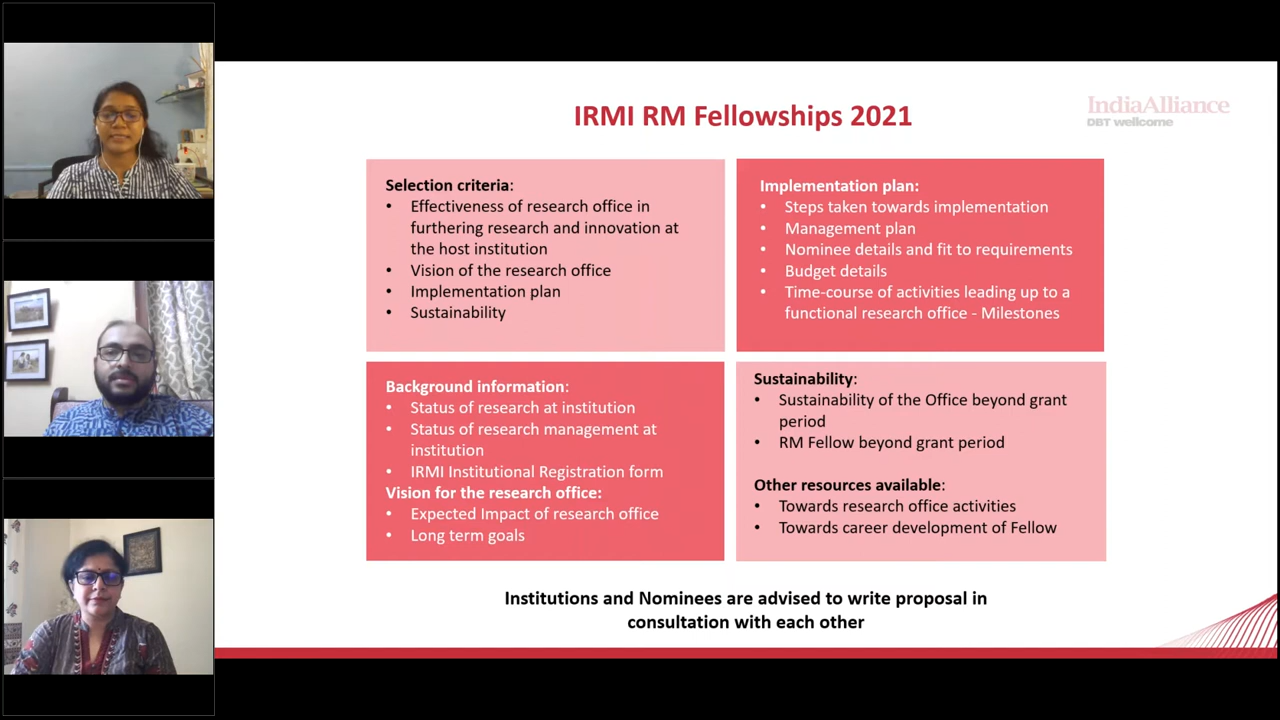 IRMI RM Fellowships 2021
IndiaAlliance
DBT wellcome
Selection criteria:
• Effectiveness of research office in
furthering research and innovation at
the host institution
• Vision of the research office
• Implementation plan
• Sustainability
Implementation plan:
• Steps taken towards implementation
• Management plan
• Nominee details and fit to requirements
• Budget details
• Time-course of activities leading up to a
functional research office - Milestones
Background information:
• Status of research at institution
• Status of research management at
institution
• IRMI Institutional Registration form
Vision for the research office:
• Expected Impact of research office
• Long term goals
Sustainability:
• Sustainability of the Office beyond grant
period
• RM Fellow beyond grant period
Other resources available:
• Towards research office activities
• Towards career development of Fellow
Institutions and Nominees are advised to write proposal in
consultation with each other